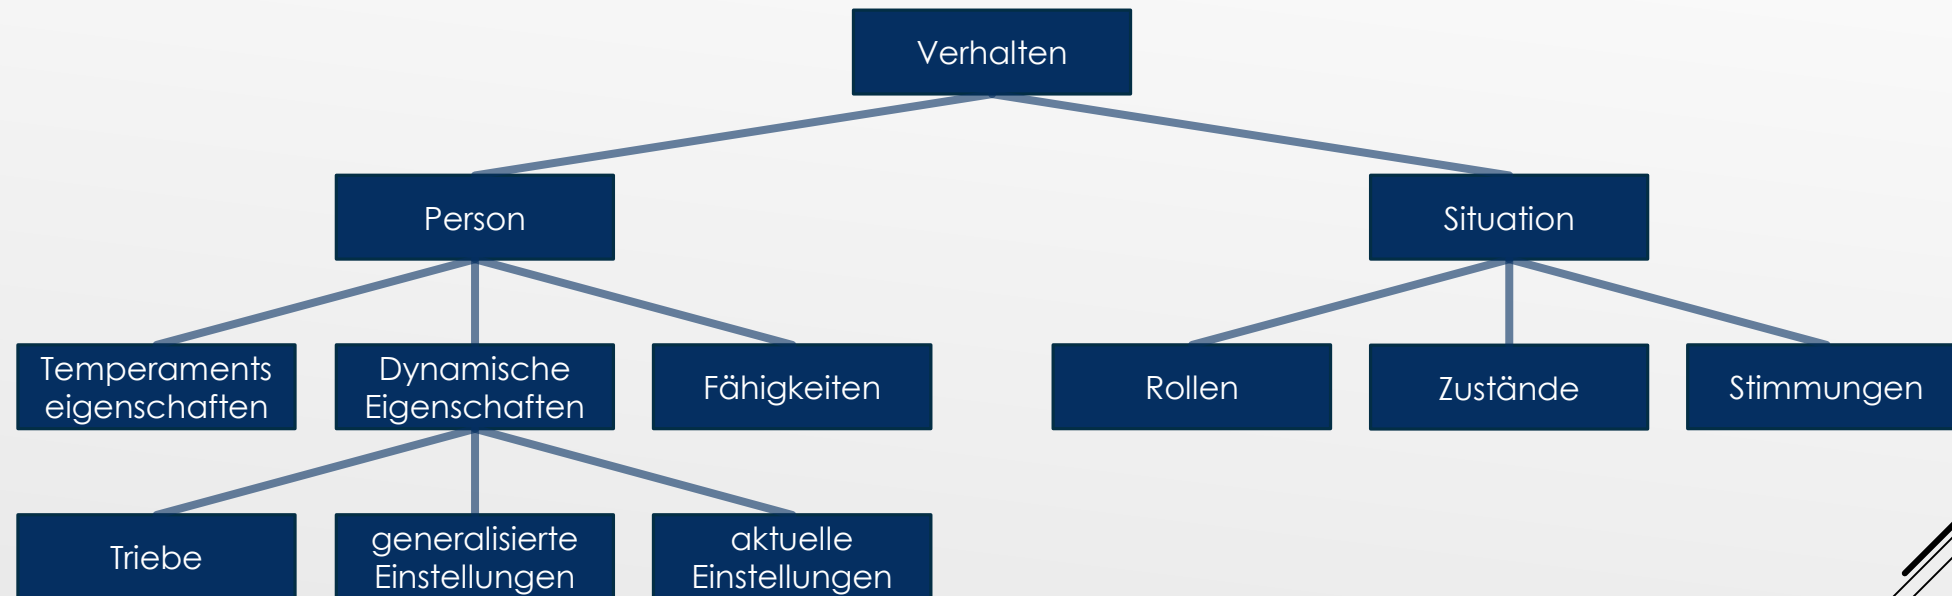 Verhalten
Person
Situation
Temperaments
eigenschaften
Dynamische
Eigenschaften
Fähigkeiten
Rollen
Zustände
Stimmungen
Triebe
generalisierte
Einstellungen
aktuelle
Einstellungen